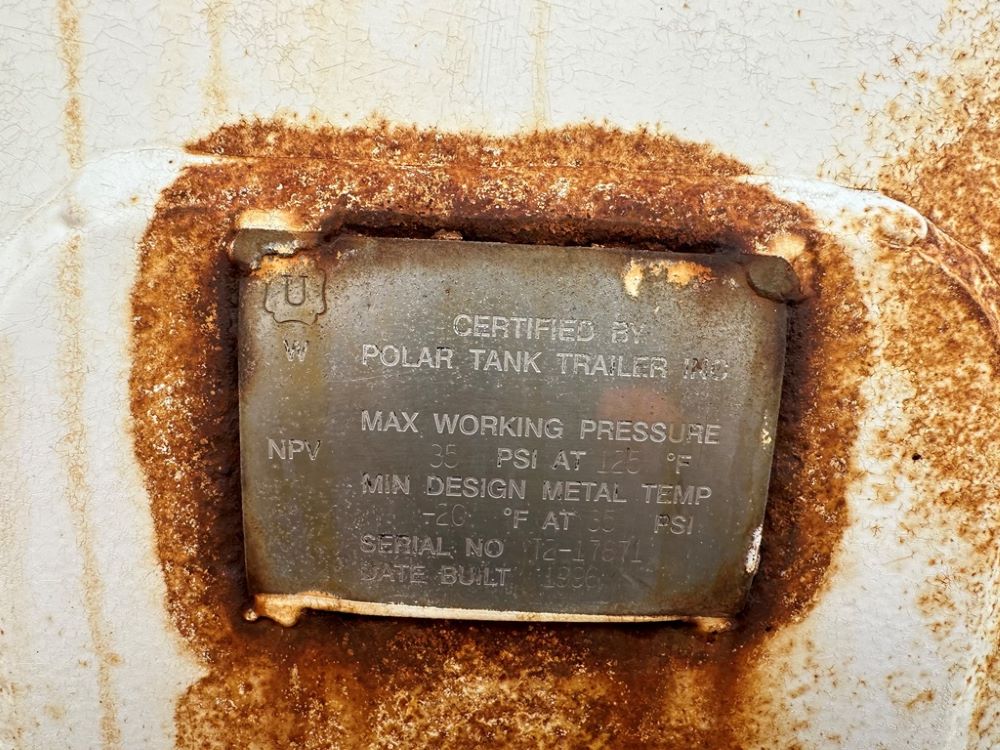 U
W
CERTIFIED BY
POLAR TANK TRAILER INC
MAX WORKING PRESSURE
NPV
35 PSI AT 125 °F
MIN DESIGN METAL TEMP
-20 °F AT 35 PSI
SERIAL NO
DATE BUILT